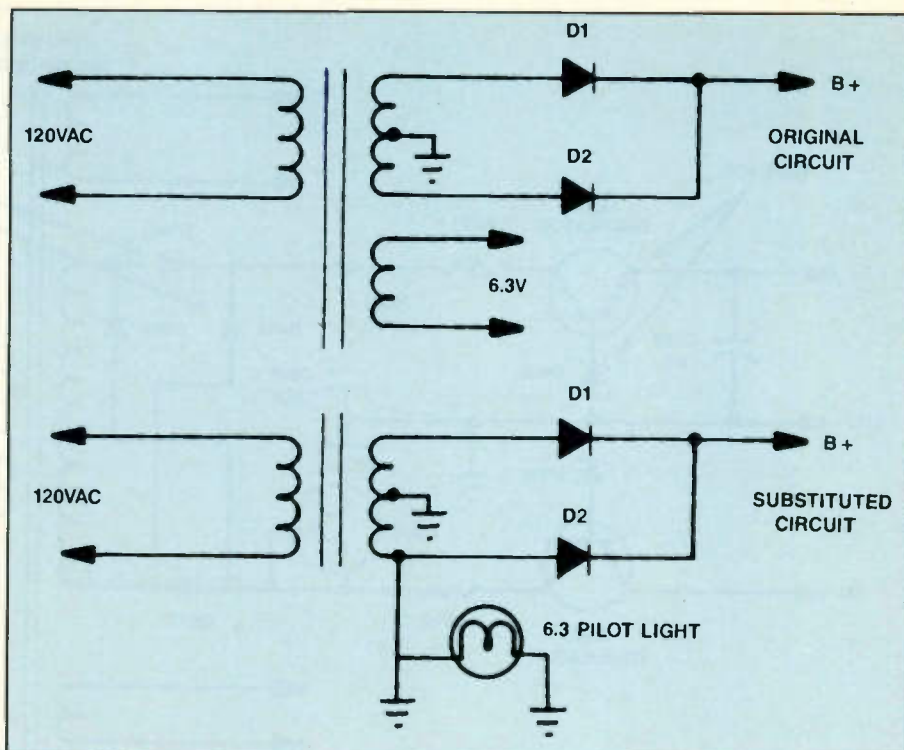 D1
B+
120VAC
ORIGINAL
CIRCUIT
D2
6.3V
D1
B+
120VAC
SUBSTITUTED
CIRCUIT
D2
6.3 PILOT LIGHT